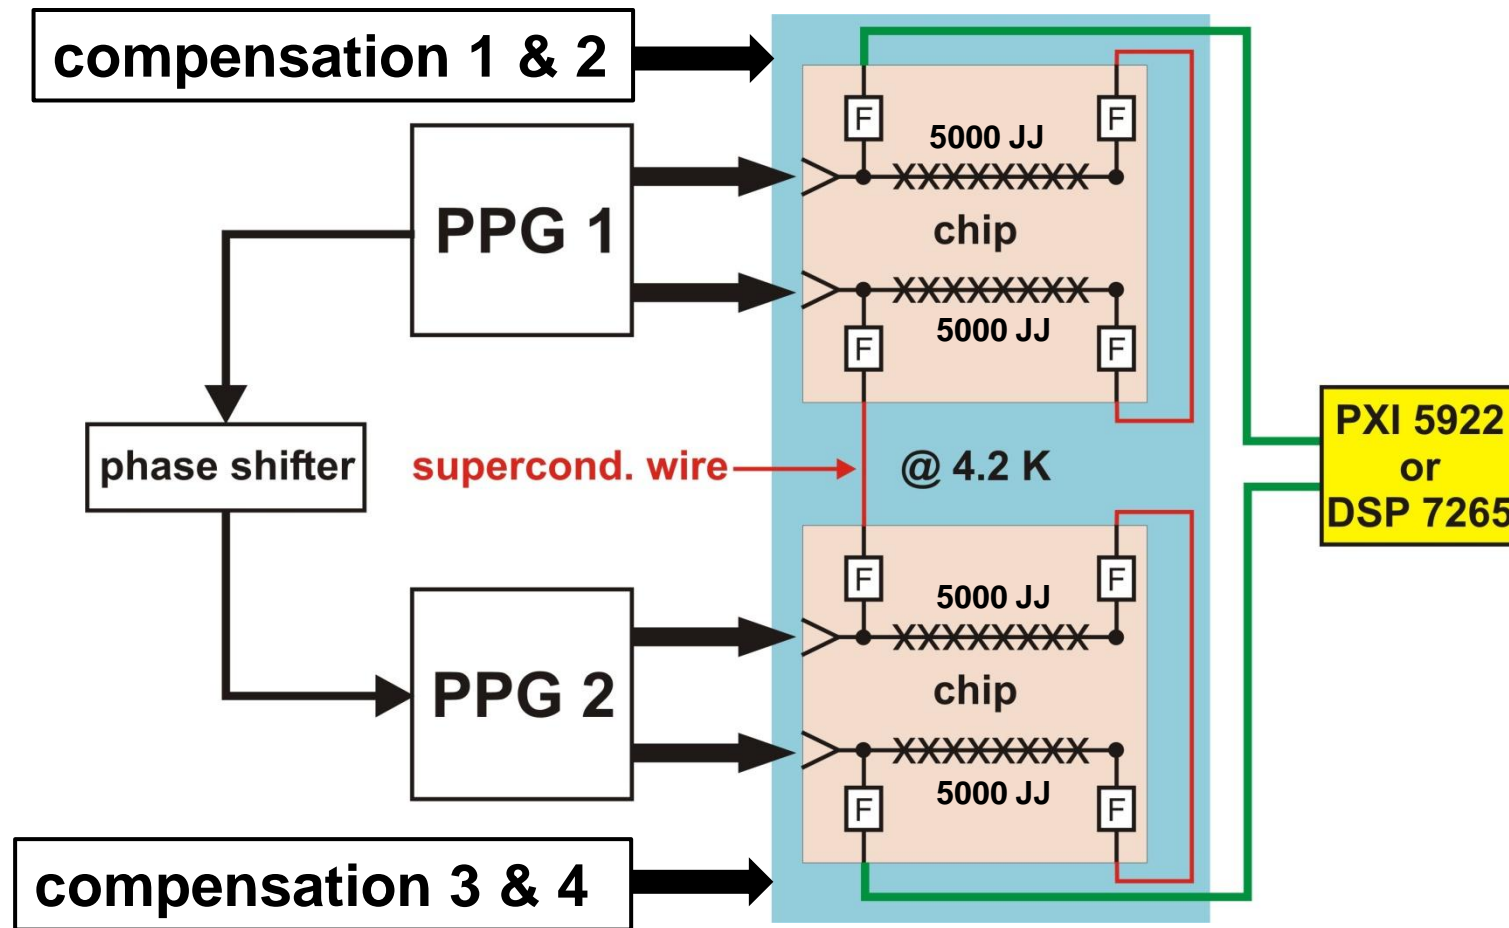 compensation 1 & 2
PPG 1
F
F
5000 JJ
chip
F
F
5000 JJ
phase shifter
supercond. wire
@ 4.2 K
PXI 5922
or
DSP 7265
PPG 2
F
F
5000 JJ
chip
F
F
5000 JJ
compensation 3 & 4